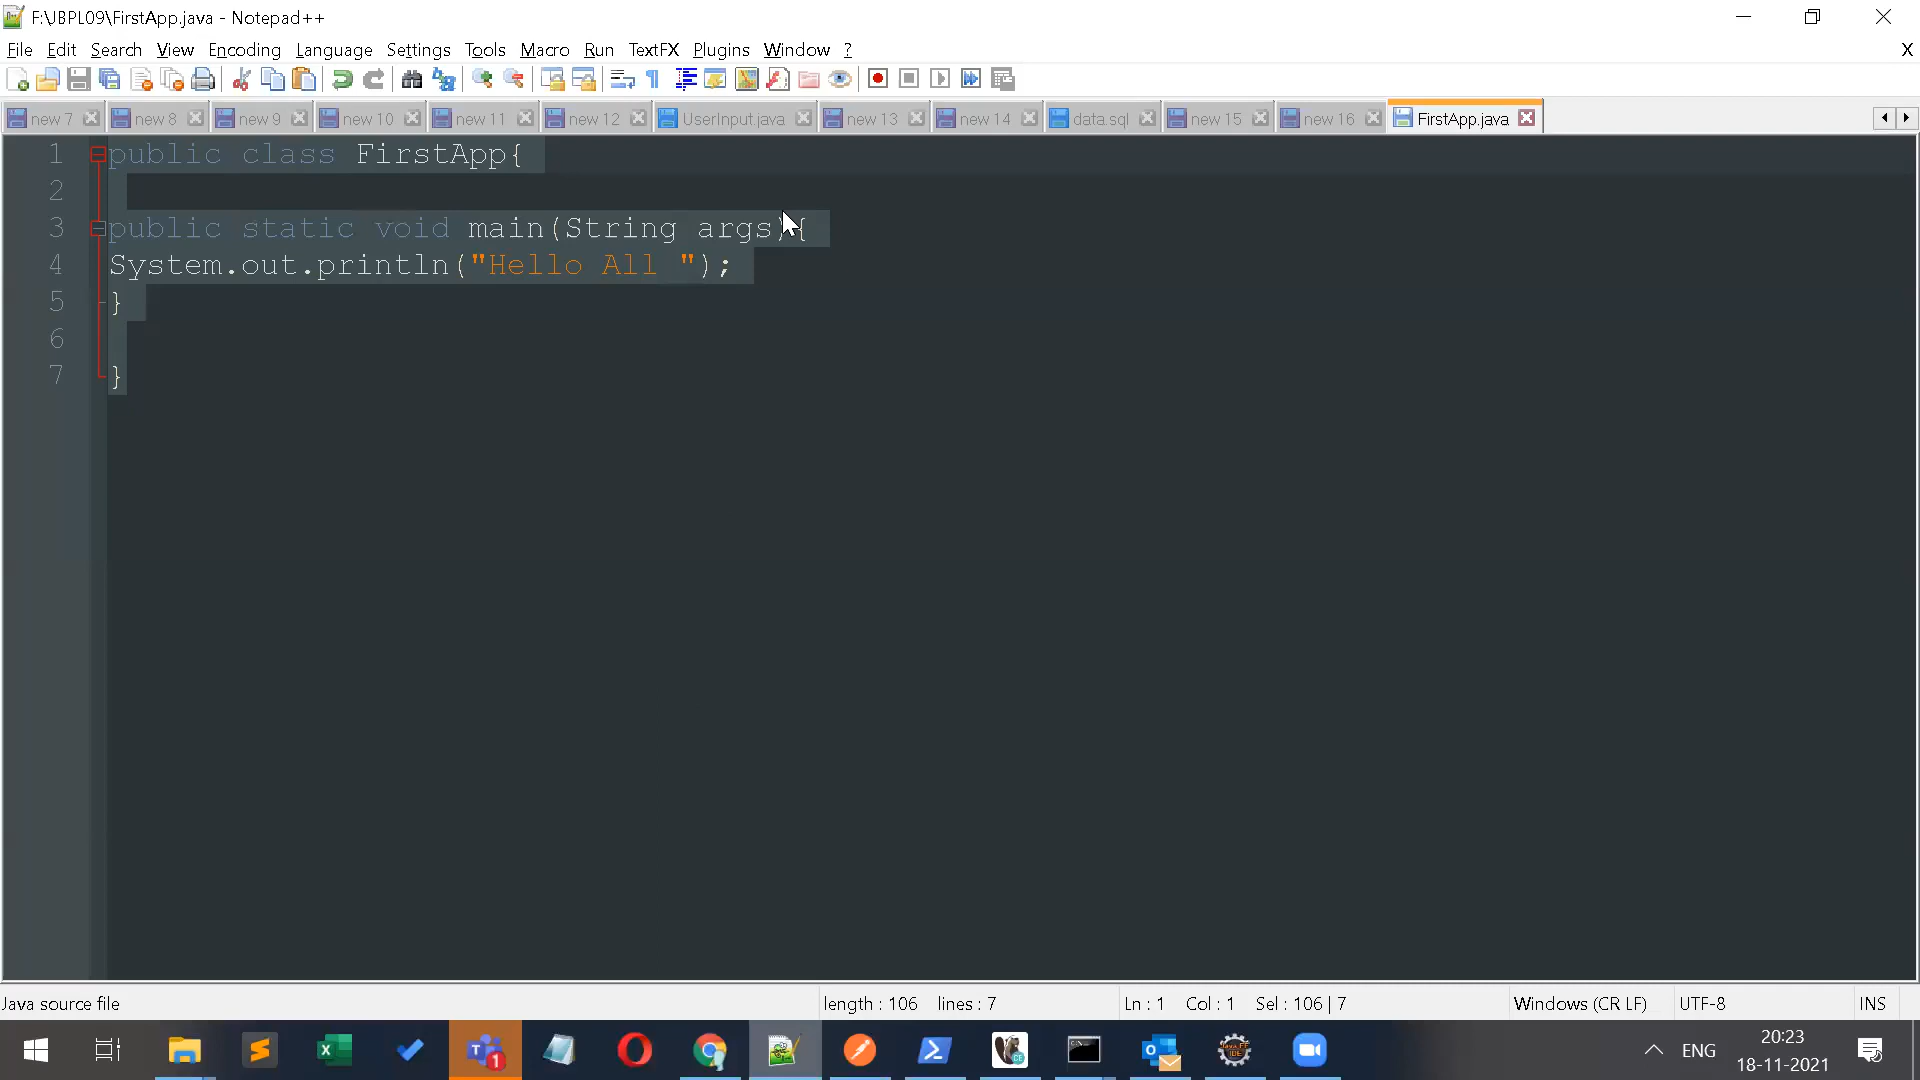 F:\JBPL09\FirstApp.java - Notepad++
File Edit Search View Encoding Language Settings Tools Macro Run TextFX Plugins Window ? X
new 7 new 8 new 9 new 10 new 11 new 12 UserInput.java new 13 new 14 data.sql new 15 new 16 FirstApp.java
1 public class FirstApp{
2
3 public static void main(String args){
4 System.out.println("Hello All ");
5 }
6
7 }
Java source file length : 106 lines : 7 Ln : 1 Col : 1 Sel : 106 | 7 Windows (CR LF) UTF-8 INS
1 ENG 20:23
18-11-2021